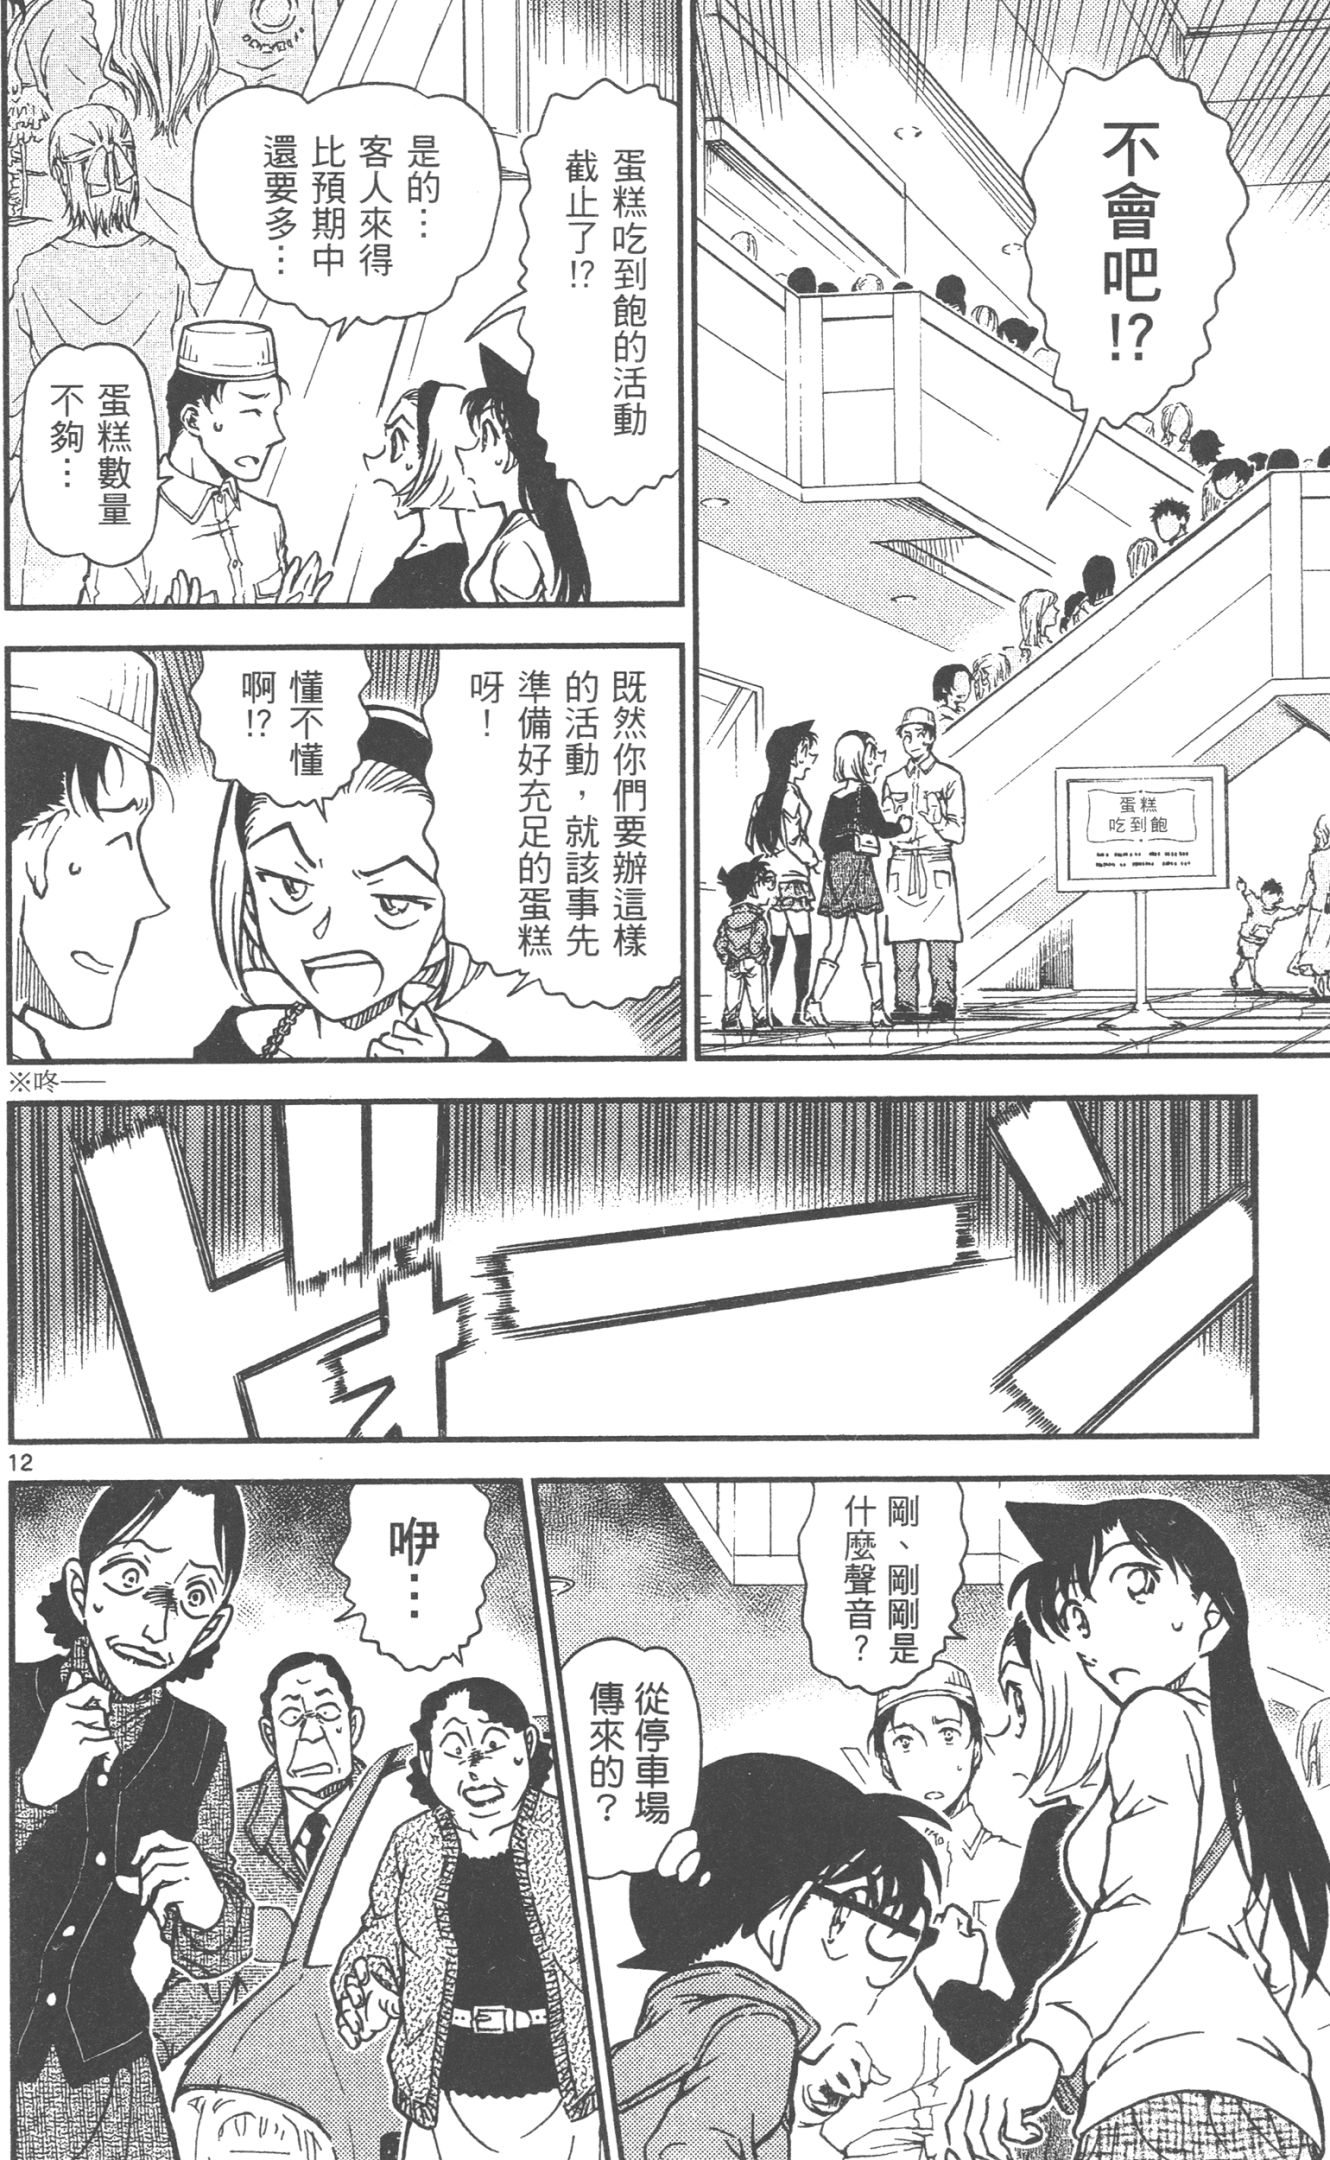 不會吧!?
蛋糕
吃到飽
蛋糕吃到飽的活動
截止了!?
是的…
客人來得
比預期中
還要多…
蛋糕數量
不夠…
既然你們要辦這樣
的活動，就該事先
準備好充足的蛋糕
呀！
懂不懂
啊!?
※咚──
12
剛、剛剛是
什麼聲音？
從停車場
傳來的？
咿…